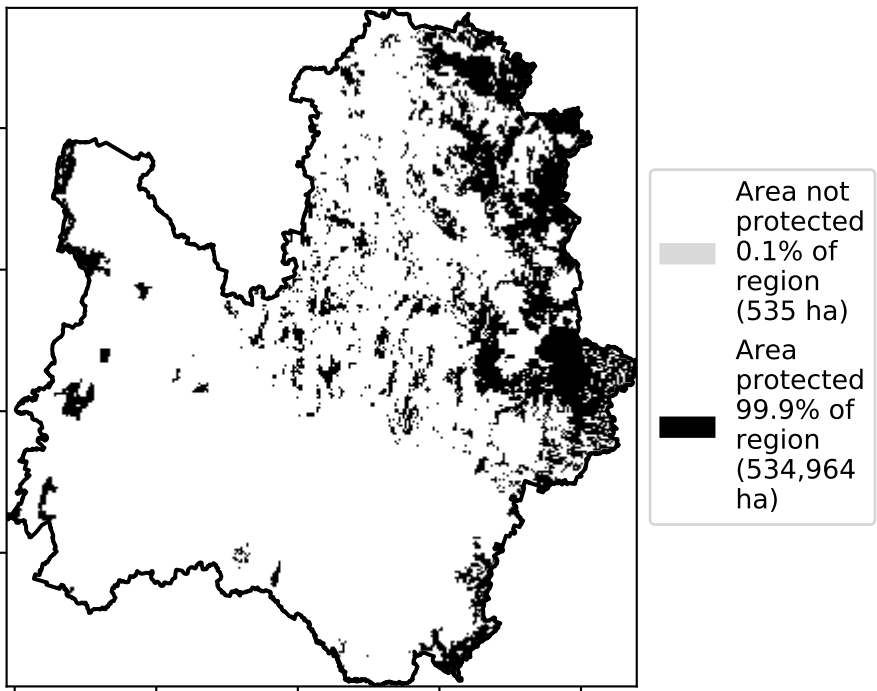 Area not
protected
0.1% of
region
(535 ha)
Area
protected
99.9% of
region
(534,964
ha)